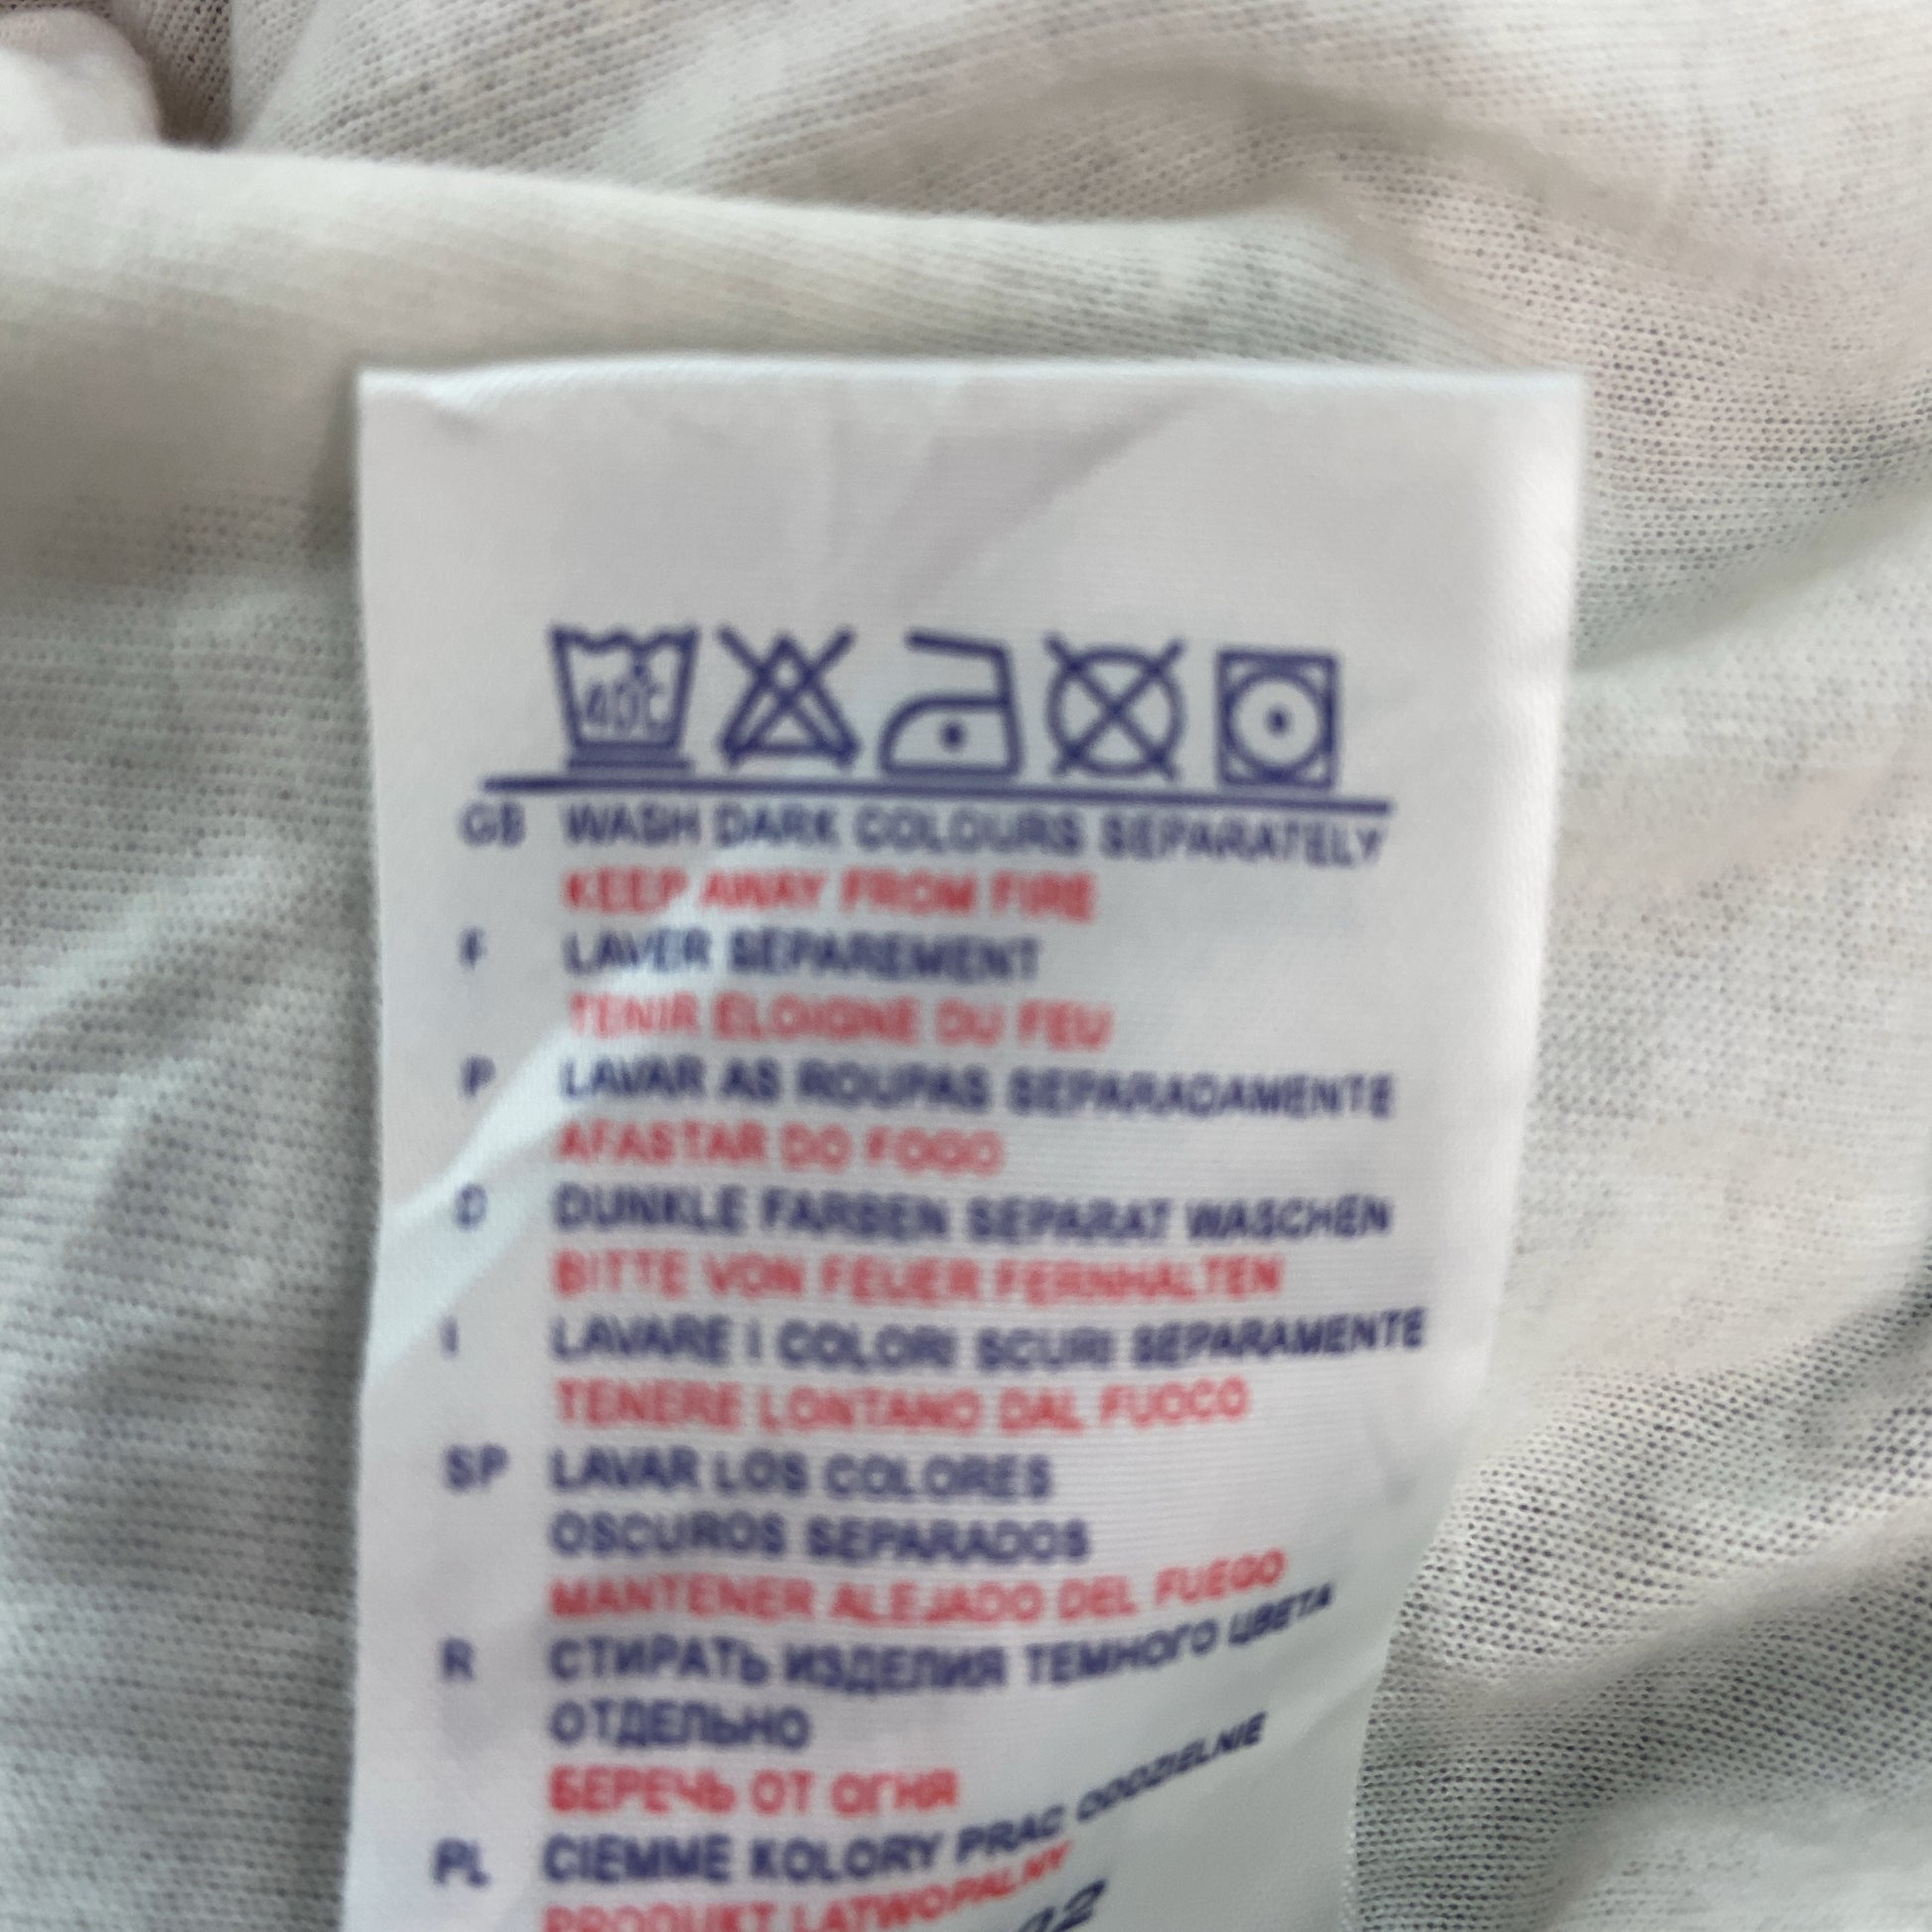 40°C
GB WASH DARK COLOURS SEPARATELY
KEEP AWAY FROM FIRE
F LAVER SEPAREMENT
TENIR ELOIGNE DU FEU
P LAVAR AS ROUPAS SEPARADAMENTE
AFASTAR DO FOGO
D DUNKLE FARBEN SEPARAT WASCHEN
BITTE VON FEUER FERNHALTEN
I LAVARE I COLORI SCURI SEPARAMENTE
TENERE LONTANO DAL FUOCO
SP LAVAR LOS COLORES
OSCUROS SEPARADOS
MANTENER ALEJADO DEL FUEGO
R СТИРАТЬ ИЗДЕЛИЯ ТЕМНОГО ЦВЕТА
ОТДЕЛЬНО
БЕРЕЧЬ ОТ ОГНЯ
PL CIEMME KOLORY PRAC ODDZIELNIE
PRODUKT LATWOPALNY